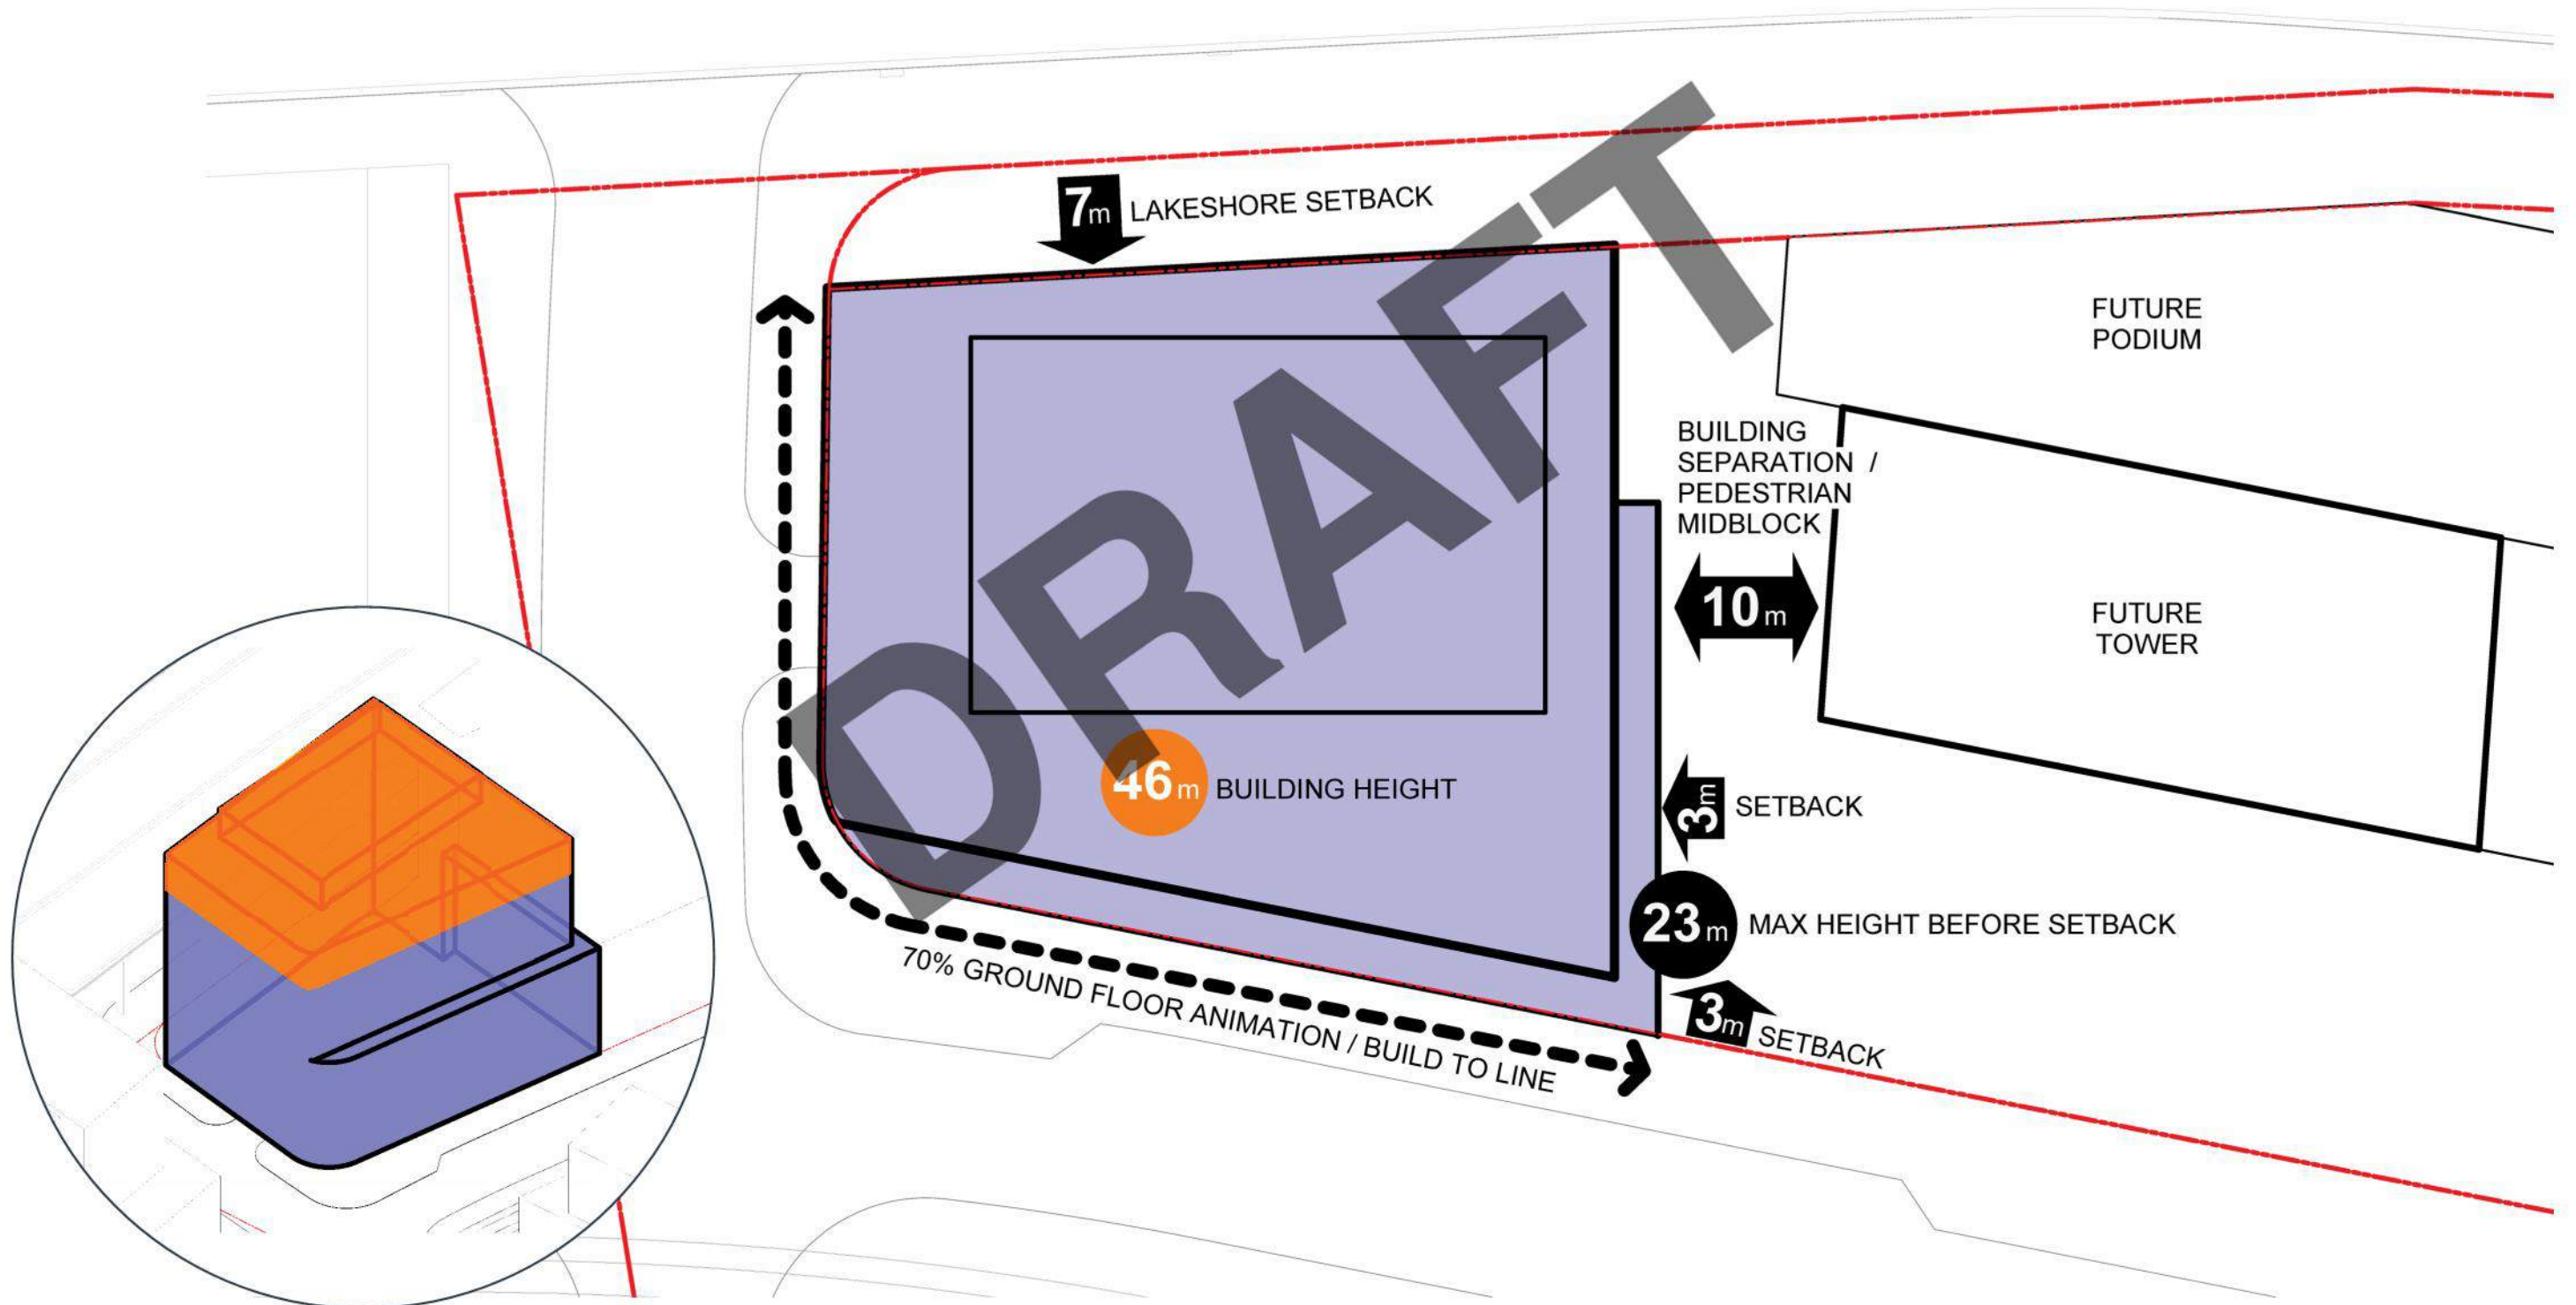 7m LAKESHORE SETBACK
FUTURE
PODIUM
BUILDING
SEPARATION /
PEDESTRIAN
MIDBLOCK
10m
FUTURE
TOWER
46m BUILDING HEIGHT
3m SETBACK
23m MAX HEIGHT BEFORE SETBACK
3m SETBACK
70% GROUND FLOOR ANIMATION / BUILD TO LINE
DRAFT